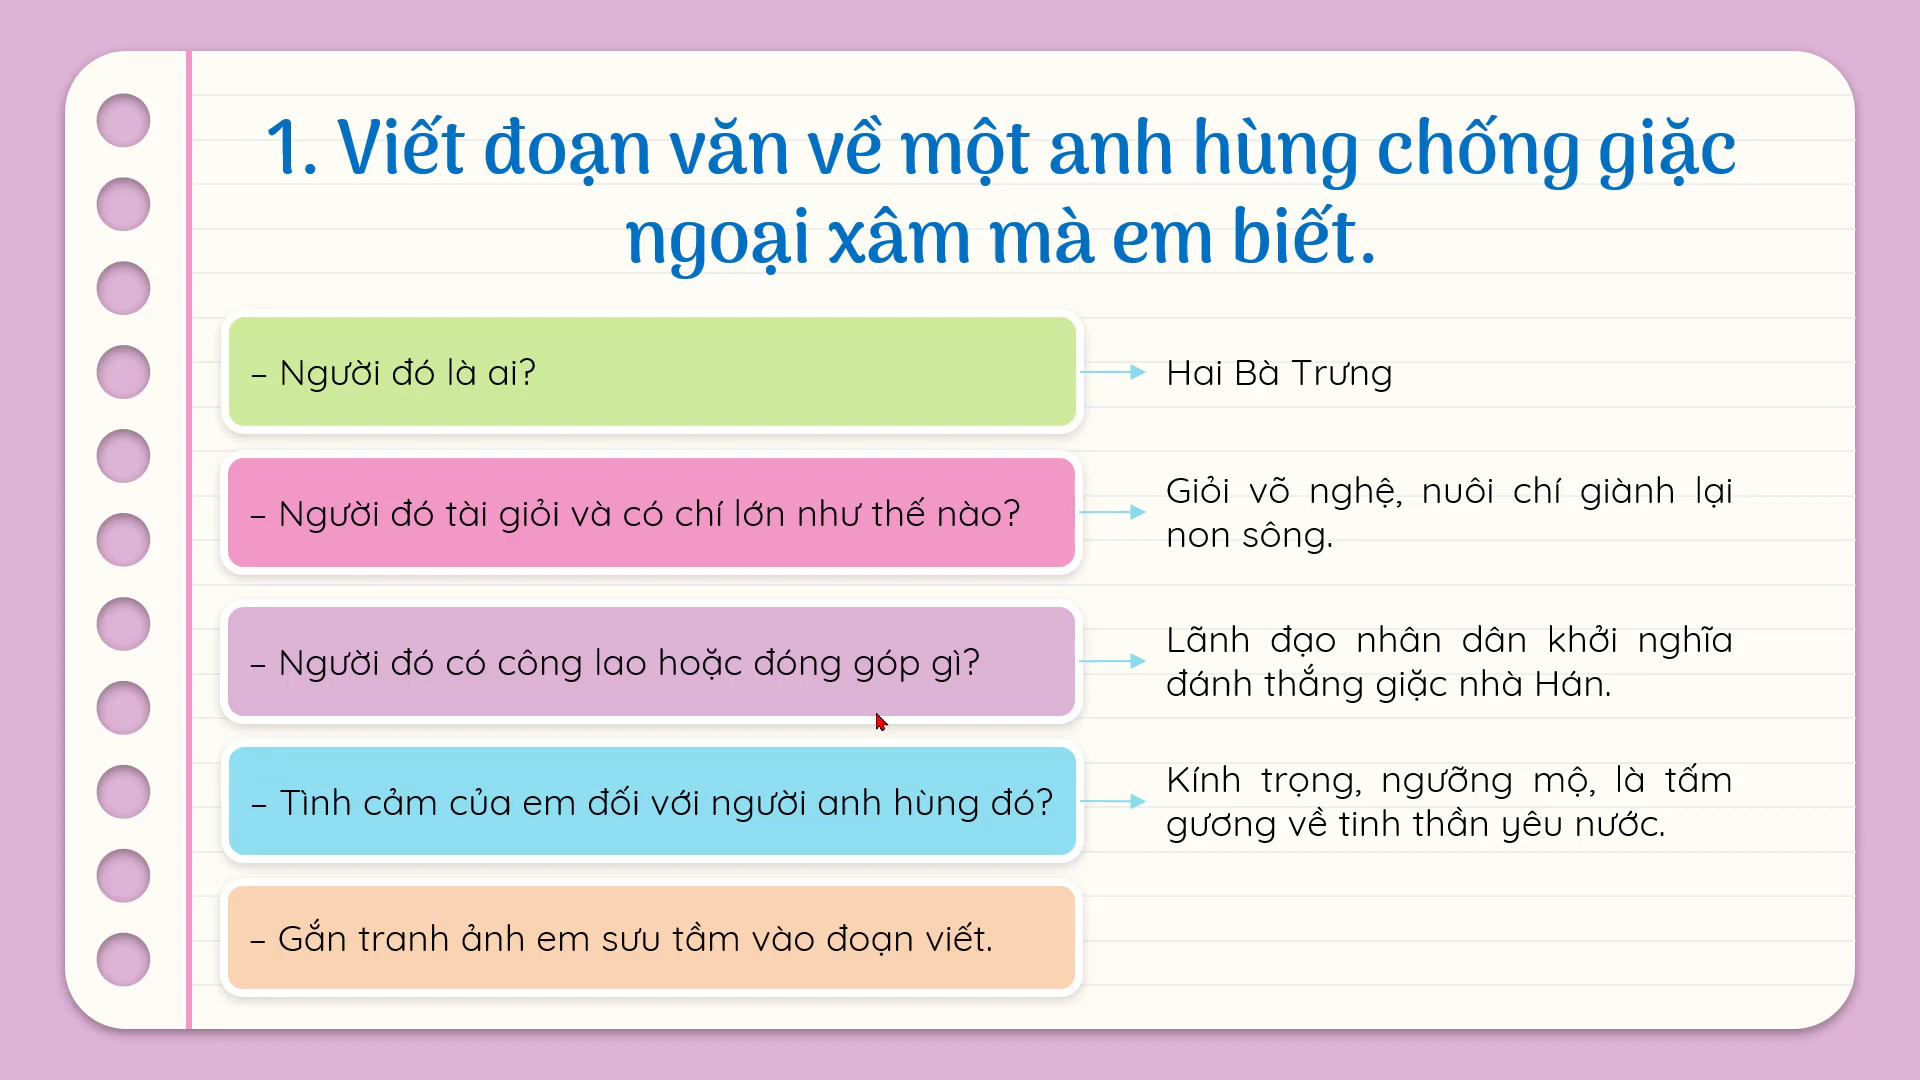 1. Viết đoạn văn về một anh hùng chống giặc
ngoại xâm mà em biết.
– Người đó là ai?
Hai Bà Trưng
– Người đó tài giỏi và có chí lớn như thế nào?
Giỏi võ nghệ, nuôi chí giành lại
non sông.
– Người đó có công lao hoặc đóng góp gì?
Lãnh đạo nhân dân khởi nghĩa
đánh thắng giặc nhà Hán.
– Tình cảm của em đối với người anh hùng đó?
Kính trọng, ngưỡng mộ, là tấm
gương về tinh thần yêu nước.
– Gắn tranh ảnh em sưu tầm vào đoạn viết.